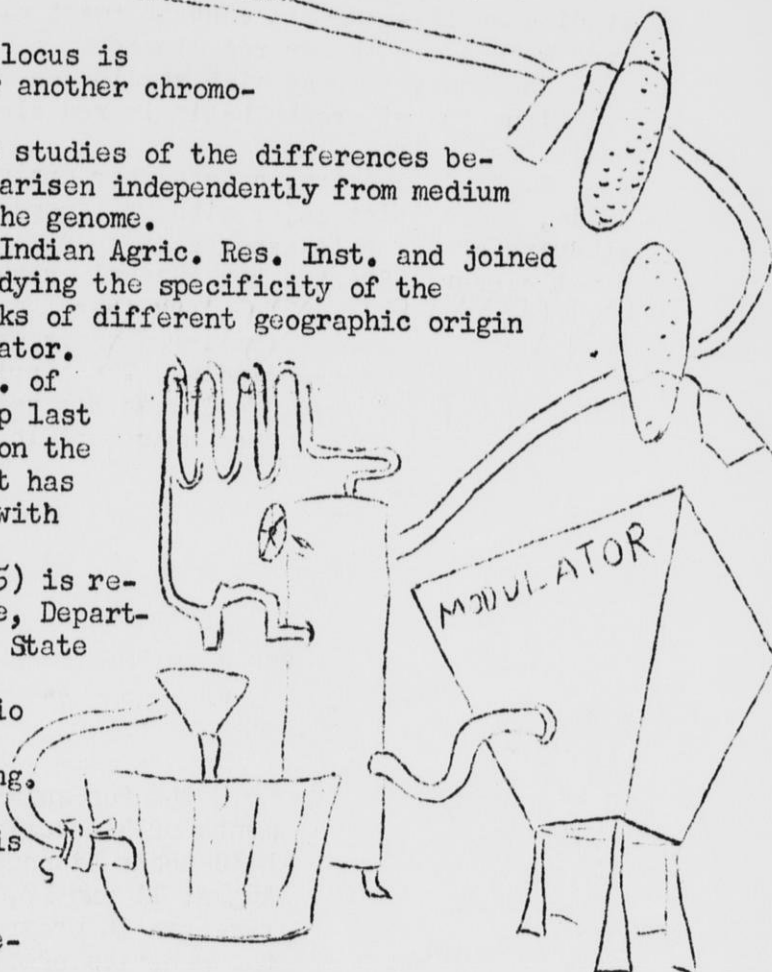 locus is
another chromo-
studies of the differences be-
arisen independently from medium
he genome.
Indian Agric. Res. Inst. and joined
dying the specificity of the
ks of different geographic origin
ator.
. of
p last
on the
t has
with
5) is re-
e, Depart-
State
io
ng.
is
e-
MODULATOR